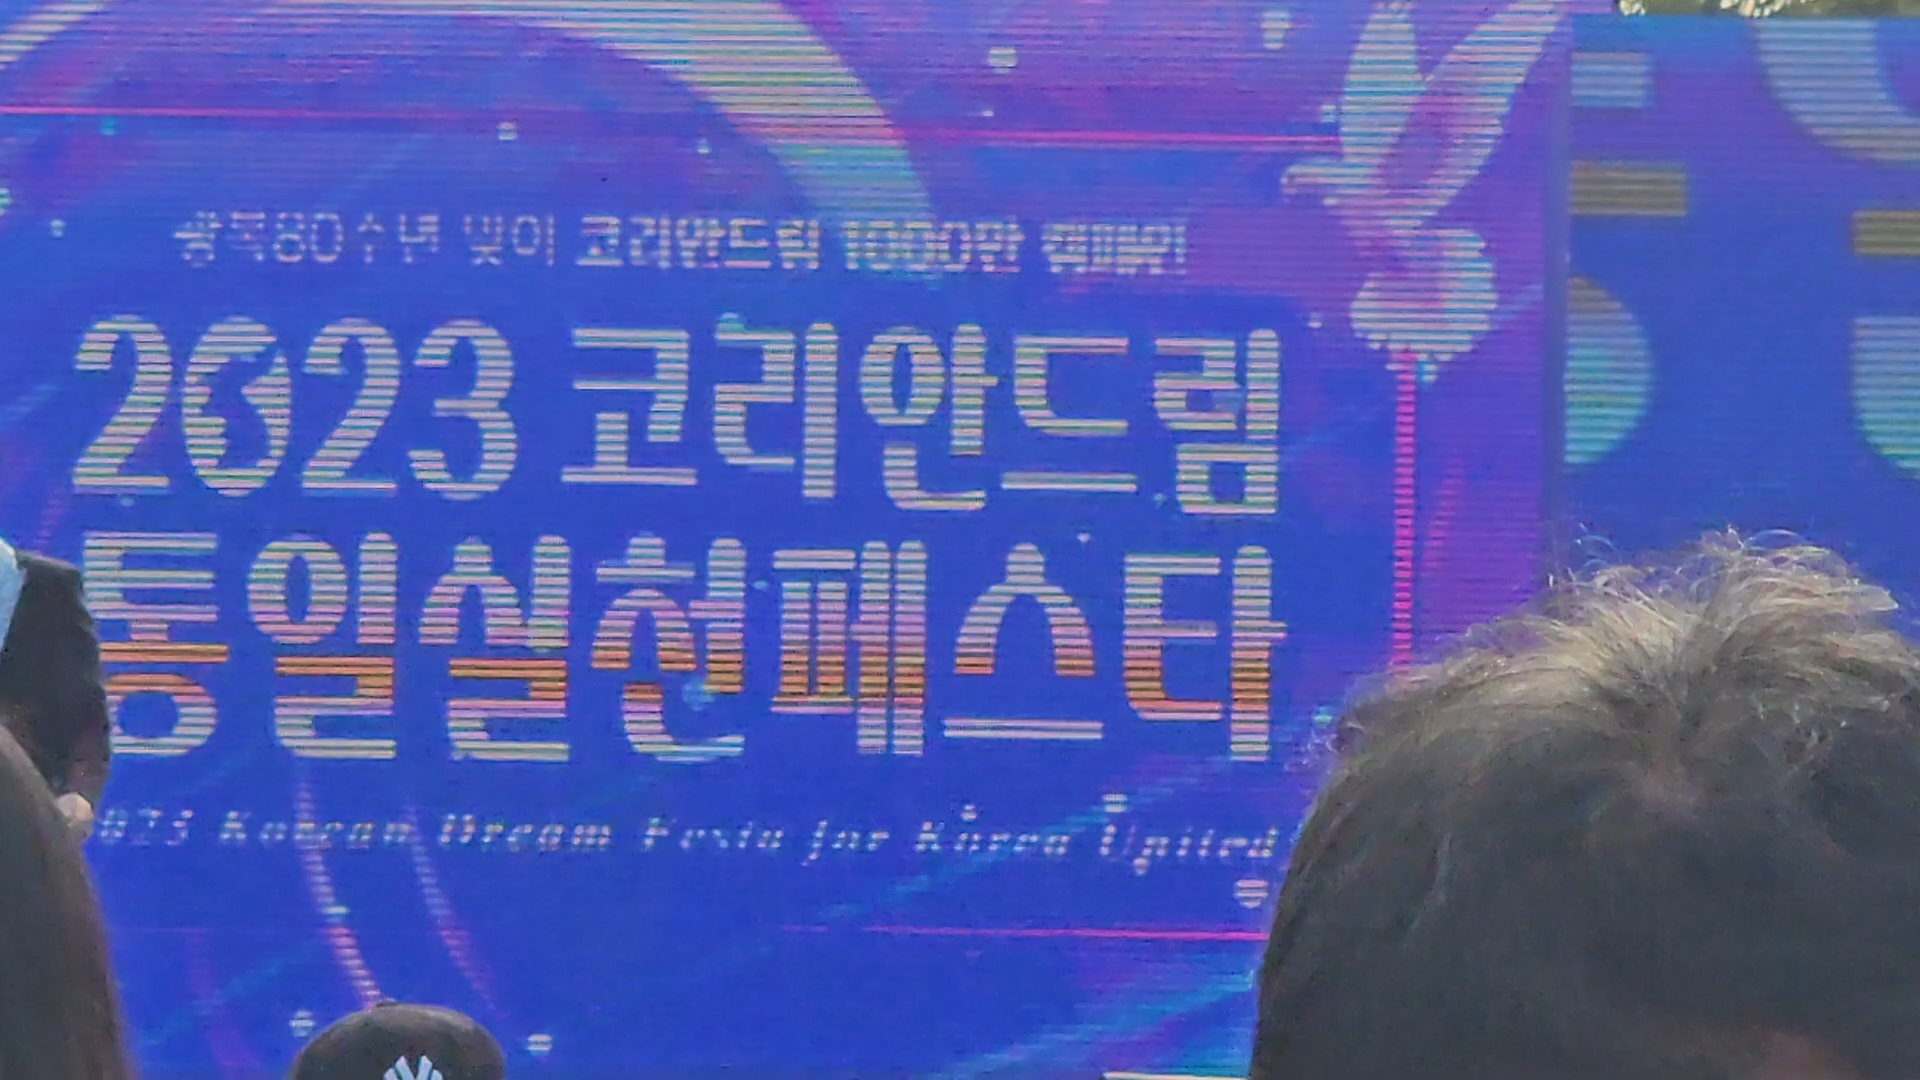 광복80주년 맞이 코리안드림 1000만 캠페인
2023 코리안드림
통일실천페스타
2023 Korean Dream Festa for Korea United
NY